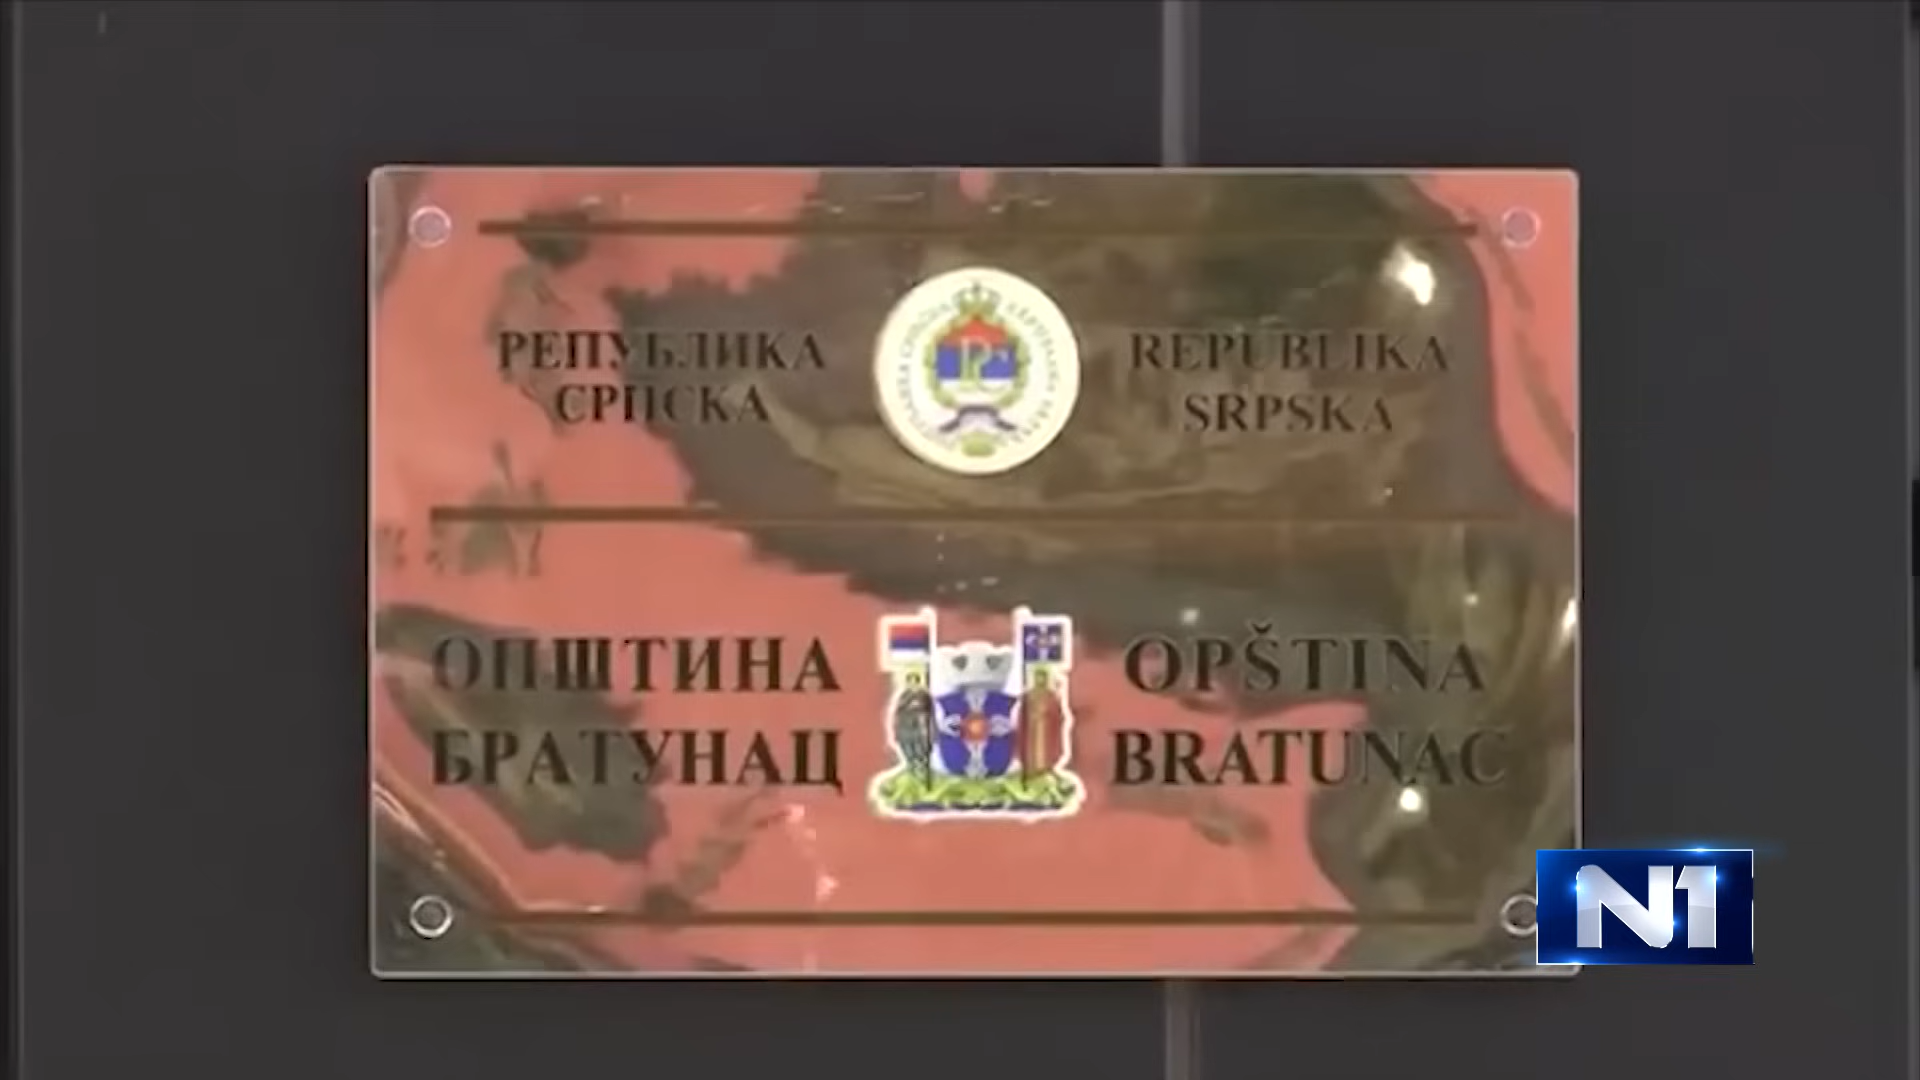 РЕПУБЛИКА
СРПСКА
REPUBLIKA
SRPSKA
ОПШТИНА
БРАТУНАЦ
OPŠTINA
BRATUNAC
N1